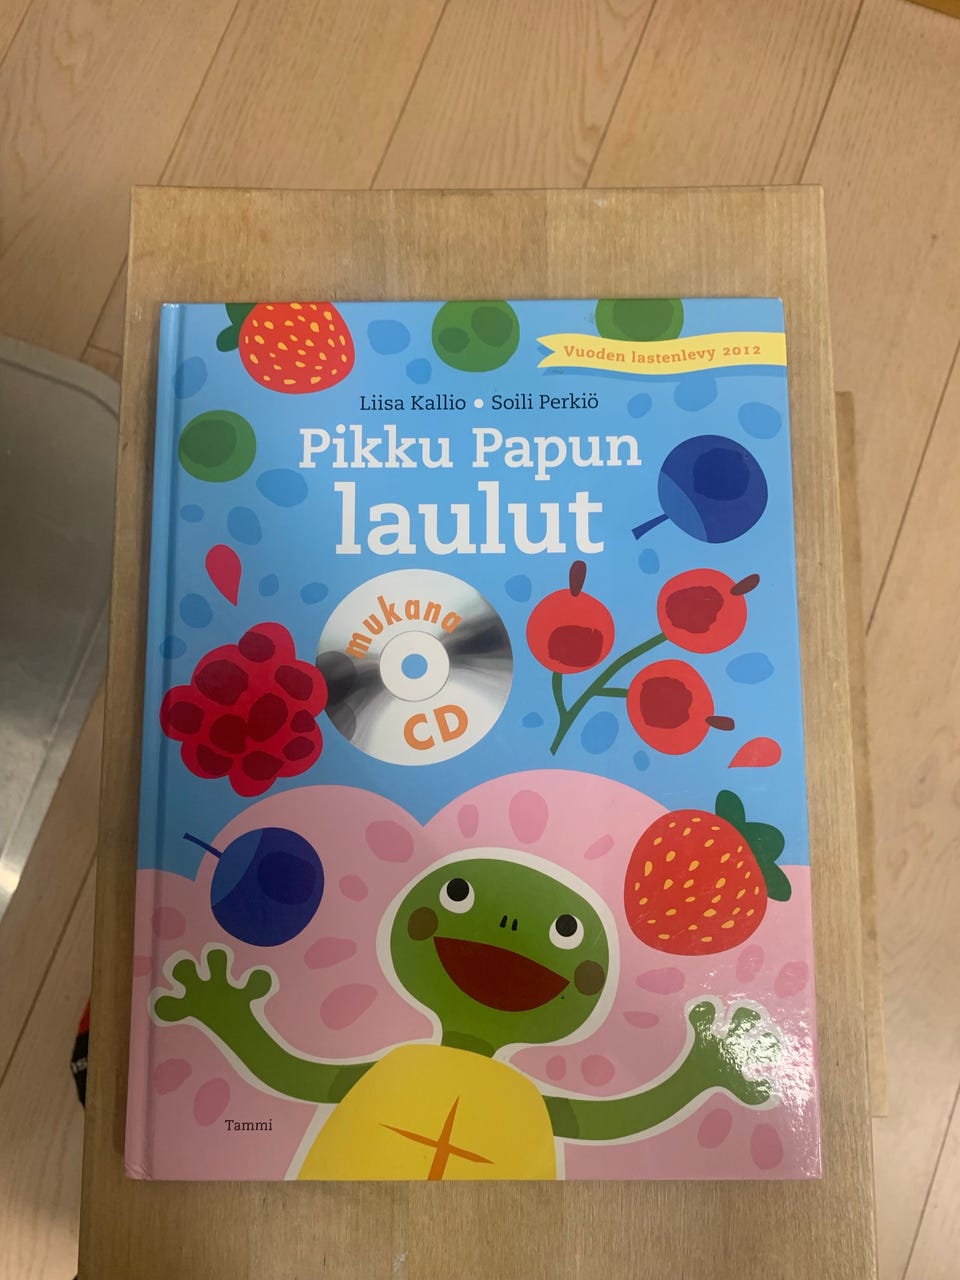 Vuoden lastenlevy 2012
Liisa Kallio • Soili Perkiö
Pikku Papun
laulut
mukana
CD
Tammi